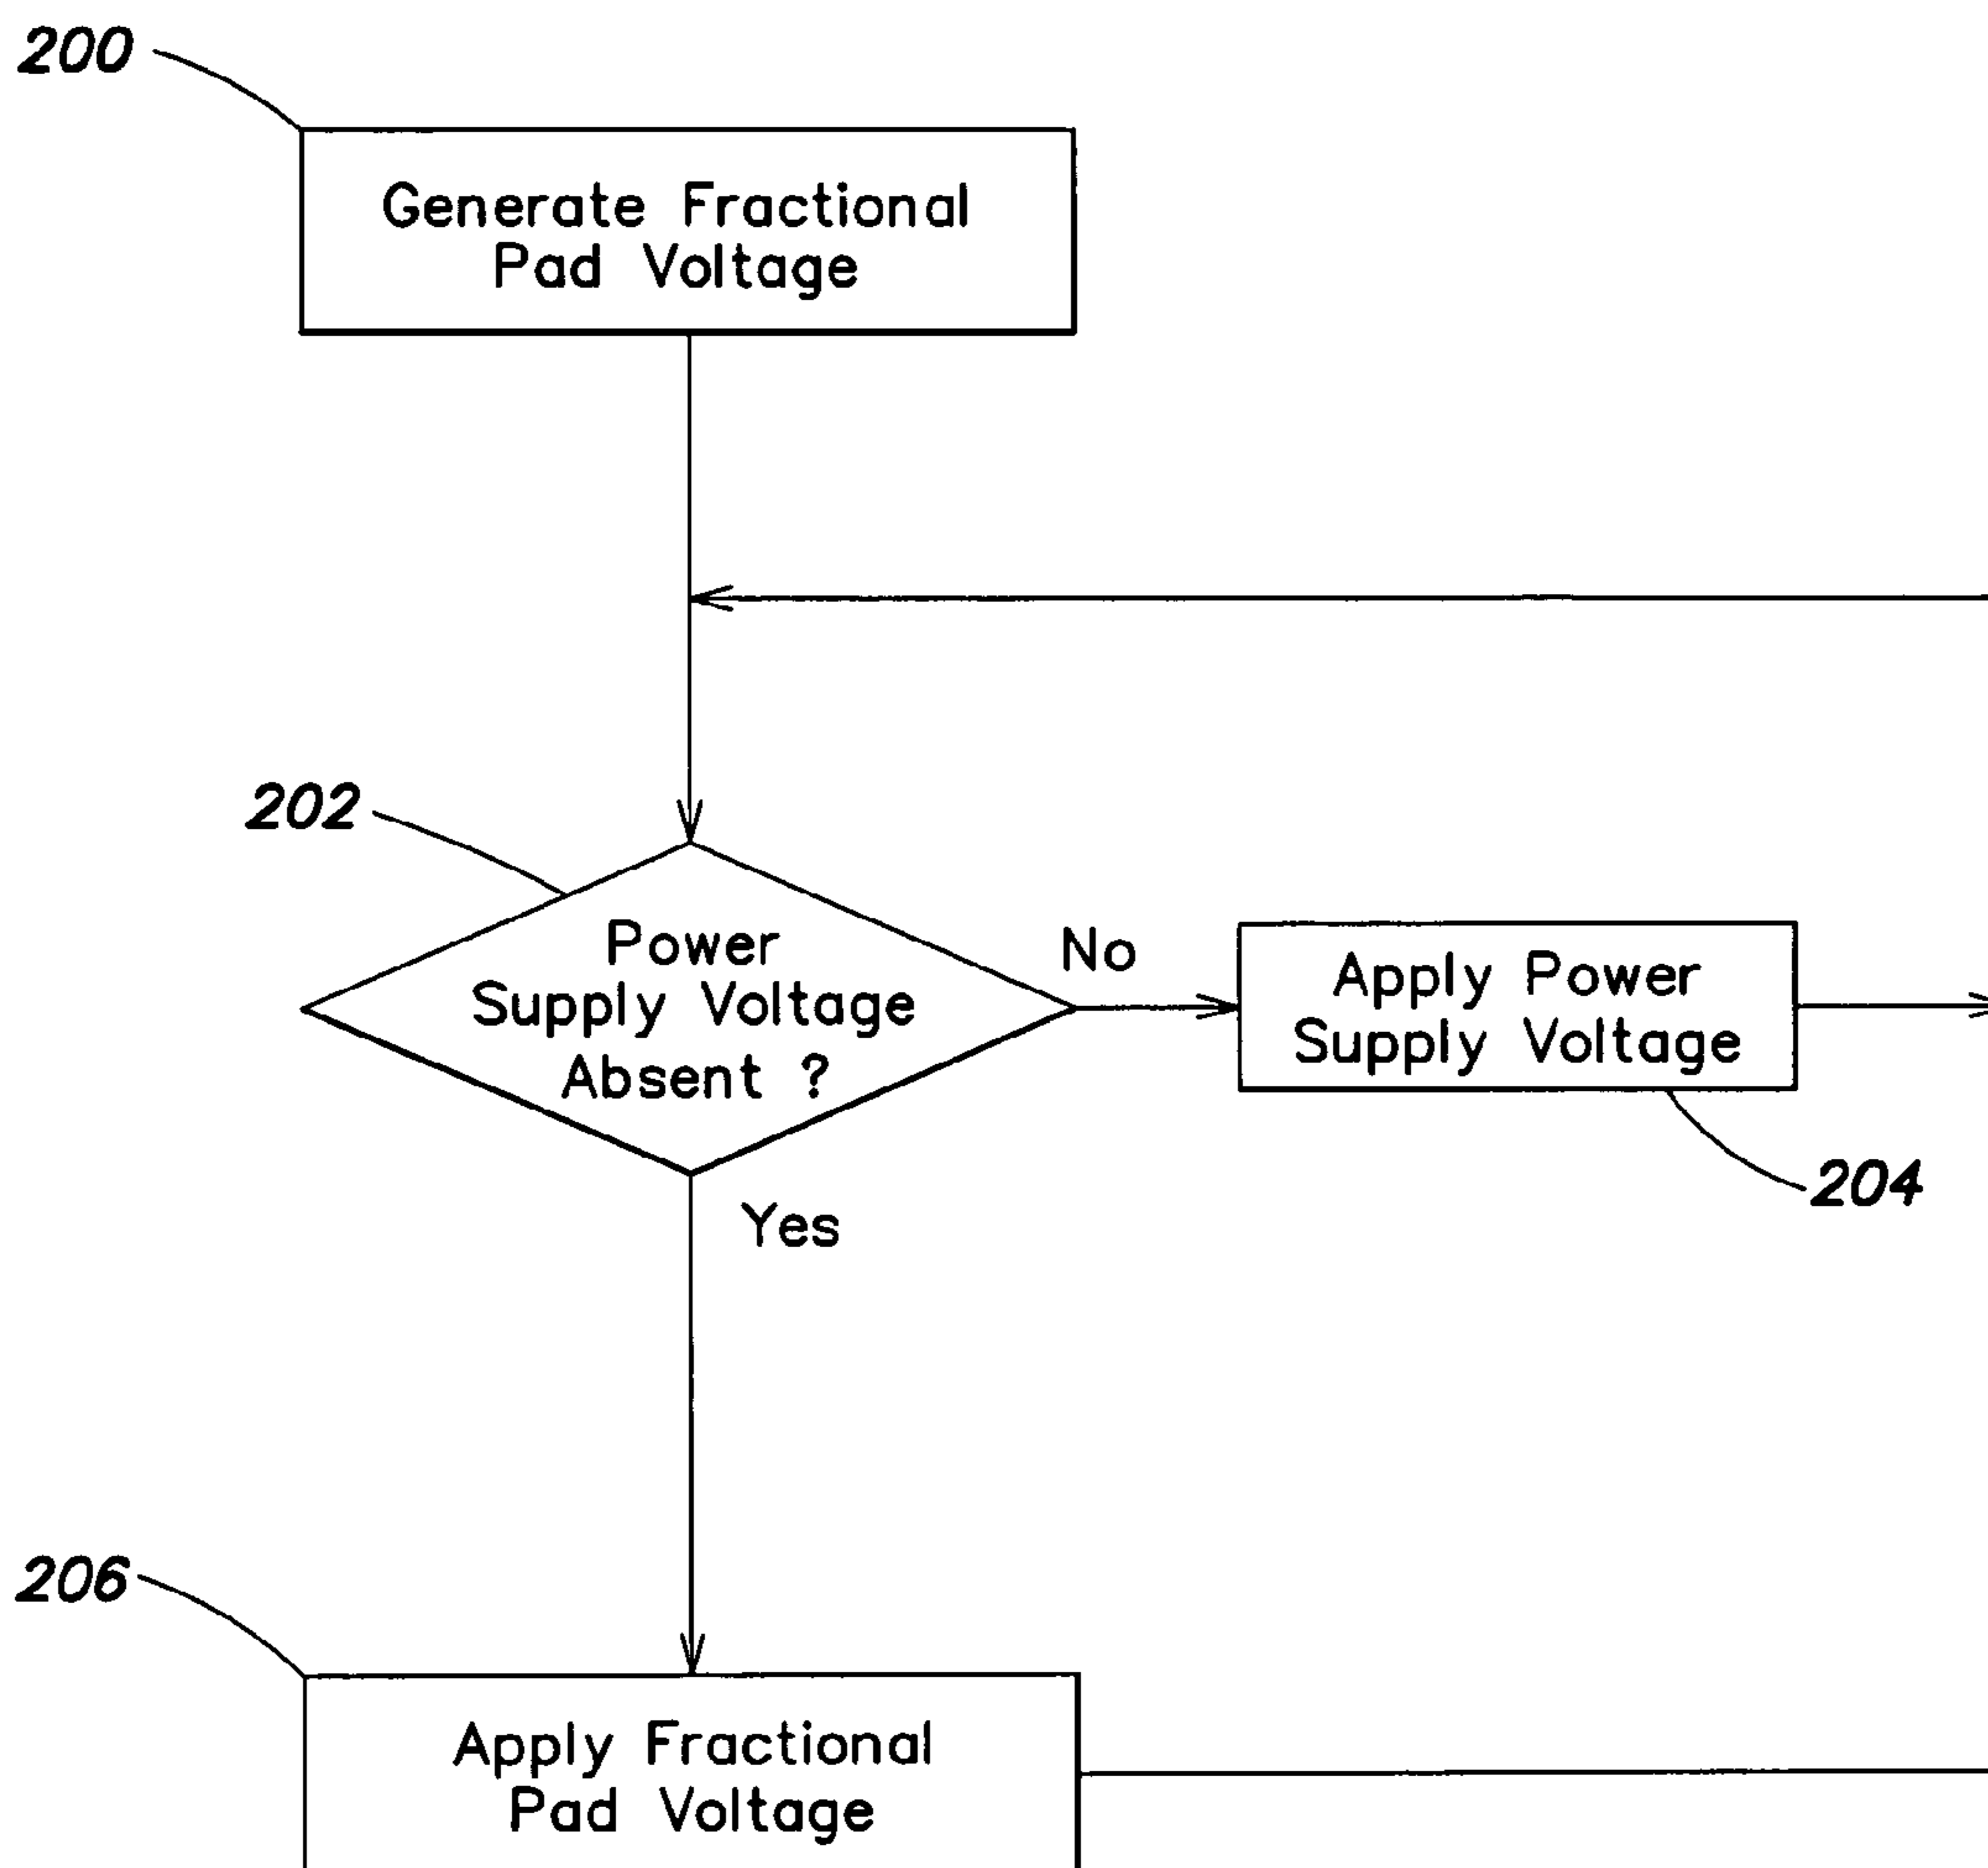 200
Generate Fractional
Pad Voltage
202
Power
Supply Voltage
Absent ?
No
Apply Power
Supply Voltage
204
Yes
206
Apply Fractional
Pad Voltage